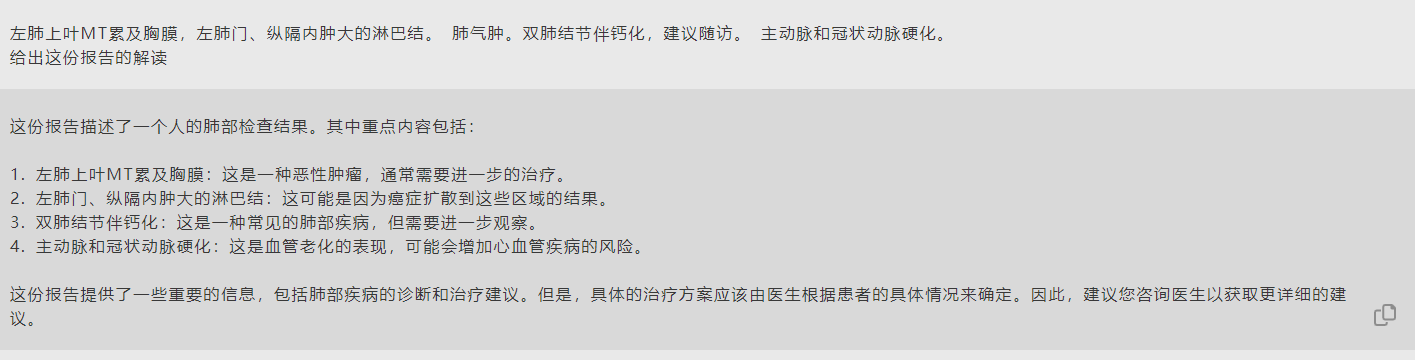 左肺上叶MT累及胸膜，左肺门、纵隔内肿大的淋巴结。 肺气肿。双肺结节伴钙化，建议随访。 主动脉和冠状动脉硬化。
给出这份报告的解读
这份报告描述了一个人的肺部检查结果。其中重点内容包括：
1. 左肺上叶MT累及胸膜：这是一种恶性肿瘤，通常需要进一步的治疗。
2. 左肺门、纵隔内肿大的淋巴结：这可能是因为癌症扩散到这些区域的结果。
3. 双肺结节伴钙化：这是一种常见的肺部疾病，但需要进一步观察。
4. 主动脉和冠状动脉硬化：这是血管老化的表现，可能会增加心血管疾病的风险。
这份报告提供了一些重要的信息，包括肺部疾病的诊断和治疗建议。但是，具体的治疗方案应该由医生根据患者的具体情况来确定。因此，建议您咨询医生以获取更详细的建
议。